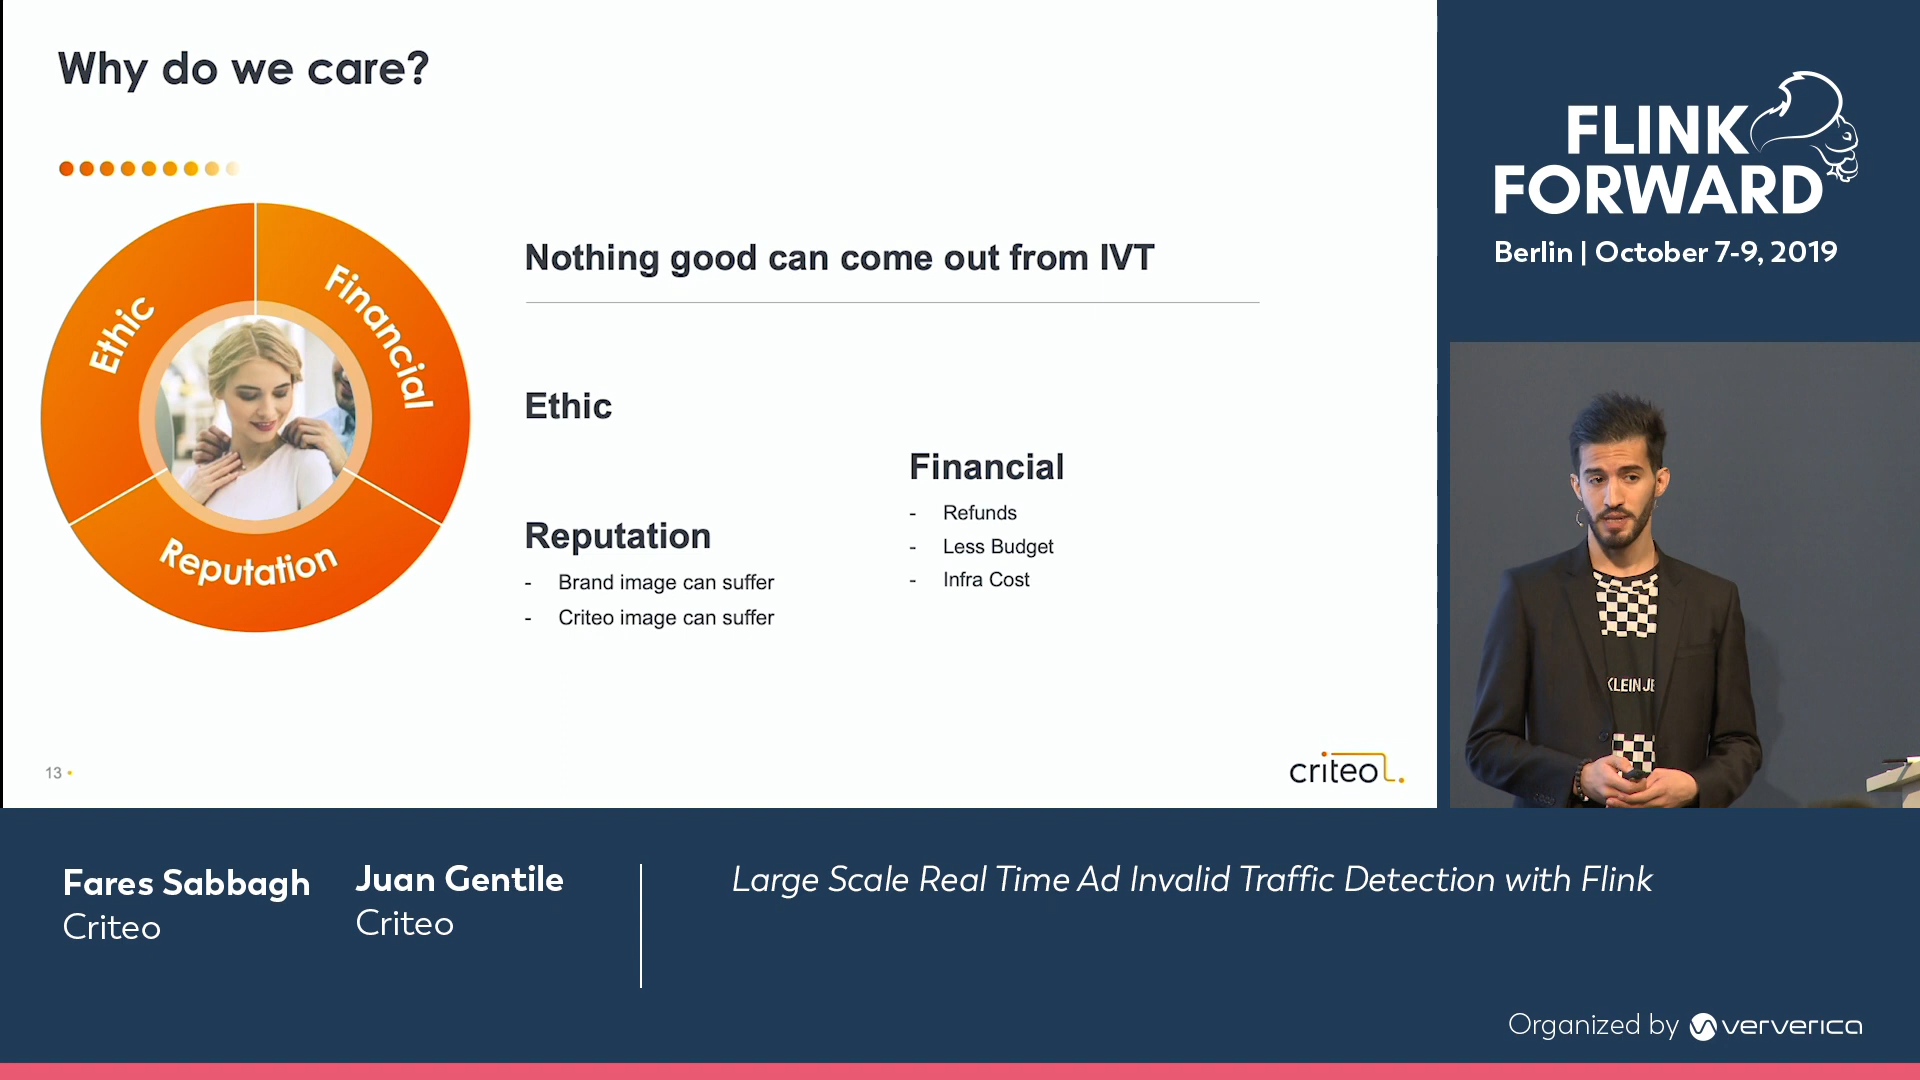 Why do we care?
Ethic
Financial
Reputation
Nothing good can come out from IVT
Ethic
Reputation
- Brand image can suffer
- Criteo image can suffer
Financial
- Refunds
- Less Budget
- Infra Cost
13
criteo
FLINK
FORWARD
Berlin | October 7-9, 2019
KLEIN JE
Fares Sabbagh
Criteo
Juan Gentile
Criteo
Large Scale Real Time Ad Invalid Traffic Detection with Flink
Organized by ververica